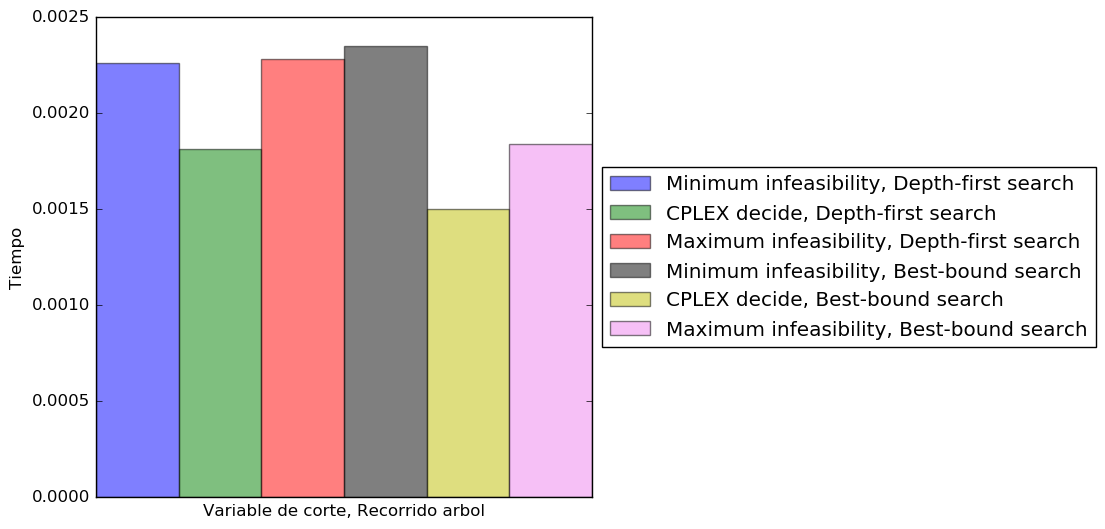 0.0025
0.0020
0.0015
0.0010
0.0005
0.0000
Tiempo
Variable de corte, Recorrido arbol
Minimum infeasibility, Depth-first search
CPLEX decide, Depth-first search
Maximum infeasibility, Depth-first search
Minimum infeasibility, Best-bound search
CPLEX decide, Best-bound search
Maximum infeasibility, Best-bound search